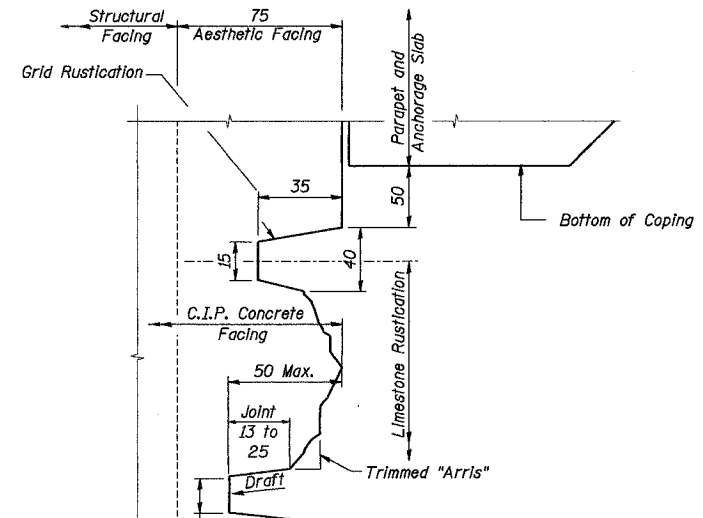 Structural
Facing
75
Aesthetic Facing
Grid Rustication
Parapet and
Anchorage Slab
35
50
Bottom of Coping
15
40
C.I.P. Concrete
Facing
Limestone Rustication
50 Max.
Joint
13 to
25
Trimmed "Arris"
Draft